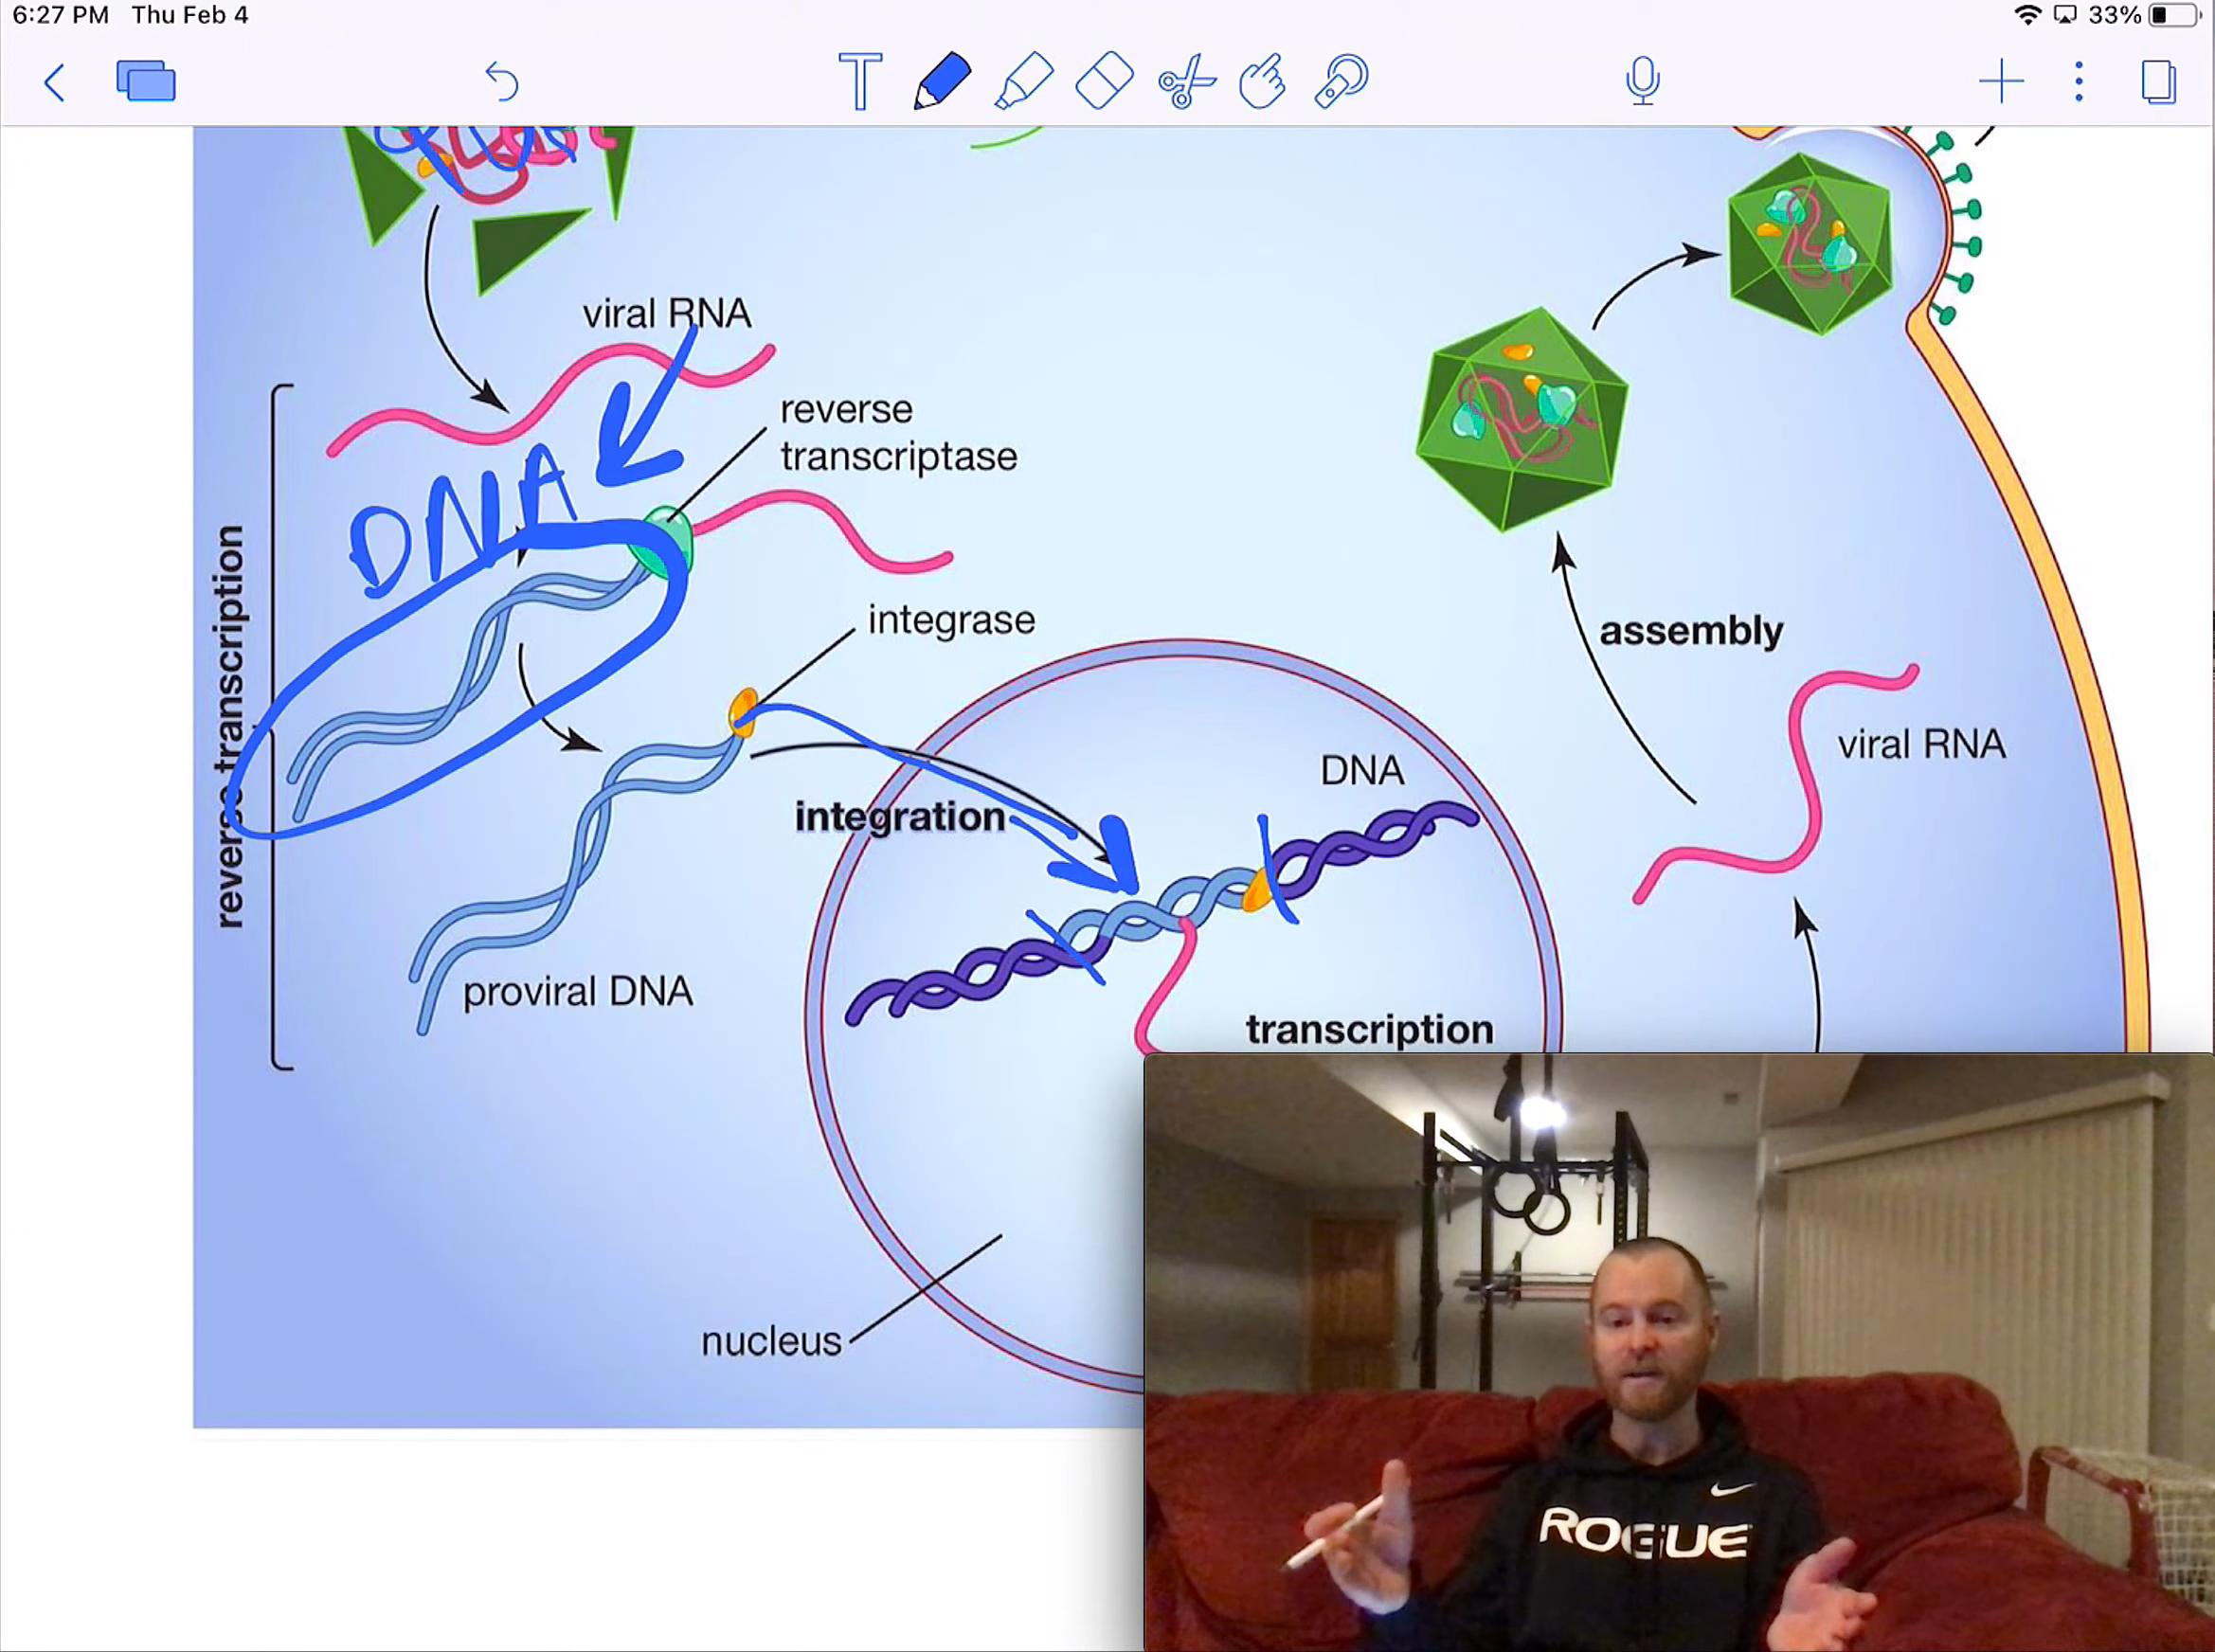 6:27 PM Thu Feb 4
33%
T
viral RNA
reverse
transcriptase
DNA
integrase
reverse transcription
assembly
viral RNA
DNA
integration
proviral DNA
transcription
nucleus
ROGUE